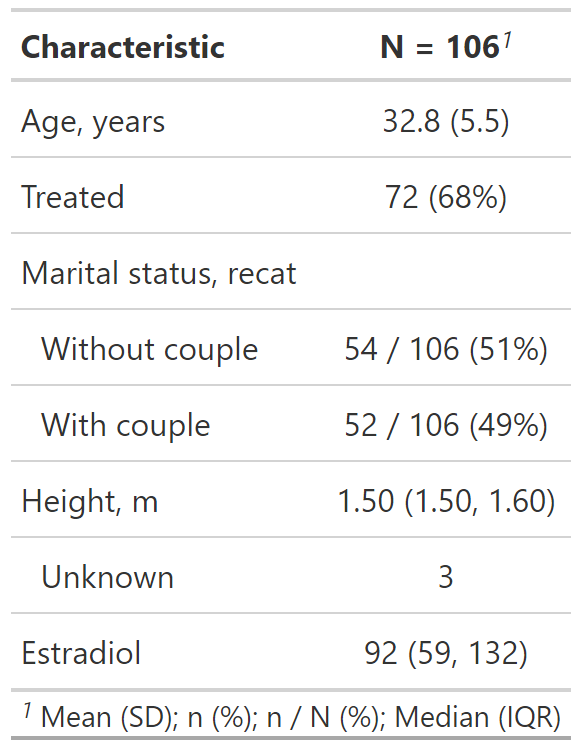 Characteristic N = 106 1
Age, years 32.8 (5.5)
Treated 72 (68%)
Marital status, recat
Without couple 54 / 106 (51%)
With couple 52 / 106 (49%)
Height, m 1.50 (1.50, 1.60)
Unknown 3
Estradiol 92 (59, 132)
1 Mean (SD); n (%); n / N (%); Median (IQR)